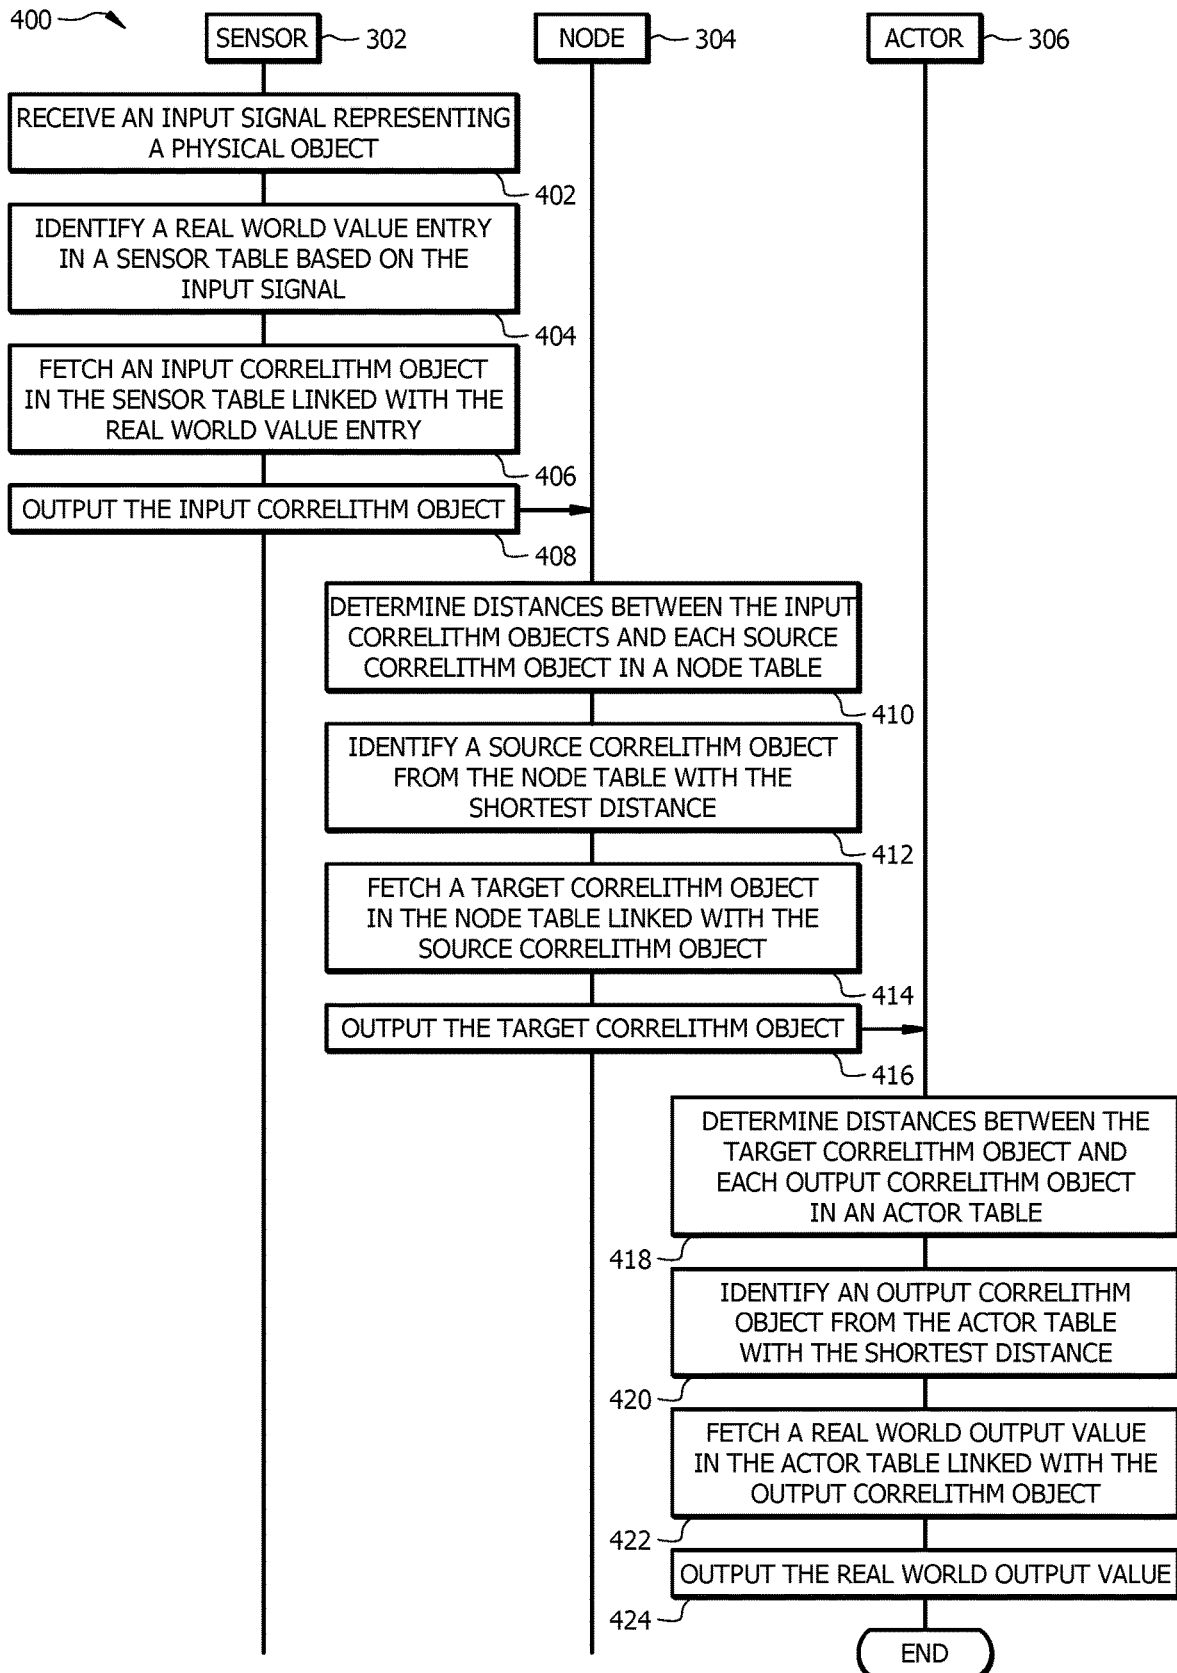 400
SENSOR
302
NODE
304
ACTOR
306
RECEIVE AN INPUT SIGNAL REPRESENTING
A PHYSICAL OBJECT
402
IDENTIFY A REAL WORLD VALUE ENTRY
IN A SENSOR TABLE BASED ON THE
INPUT SIGNAL
404
FETCH AN INPUT CORRELITHM OBJECT
IN THE SENSOR TABLE LINKED WITH THE
REAL WORLD VALUE ENTRY
406
OUTPUT THE INPUT CORRELITHM OBJECT
408
DETERMINE DISTANCES BETWEEN THE INPUT
CORRELITHM OBJECTS AND EACH SOURCE
CORRELITHM OBJECT IN A NODE TABLE
410
IDENTIFY A SOURCE CORRELITHM OBJECT
FROM THE NODE TABLE WITH THE
SHORTEST DISTANCE
412
FETCH A TARGET CORRELITHM OBJECT
IN THE NODE TABLE LINKED WITH THE
SOURCE CORRELITHM OBJECT
414
OUTPUT THE TARGET CORRELITHM OBJECT
416
DETERMINE DISTANCES BETWEEN THE
TARGET CORRELITHM OBJECT AND
EACH OUTPUT CORRELITHM OBJECT
IN AN ACTOR TABLE
418
IDENTIFY AN OUTPUT CORRELITHM
OBJECT FROM THE ACTOR TABLE
WITH THE SHORTEST DISTANCE
420
FETCH A REAL WORLD OUTPUT VALUE
IN THE ACTOR TABLE LINKED WITH THE
OUTPUT CORRELITHM OBJECT
422
OUTPUT THE REAL WORLD OUTPUT VALUE
424
END